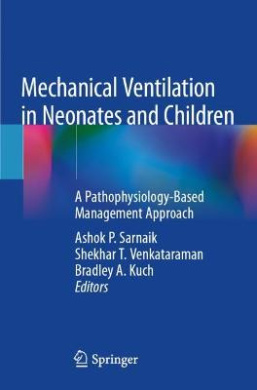 Mechanical Ventilation
in Neonates and Children
A Pathophysiology-Based
Management Approach
Ashok P. Sarnaik
Shekhar T. Venkataraman
Bradley A. Kuch
Editors
Springer